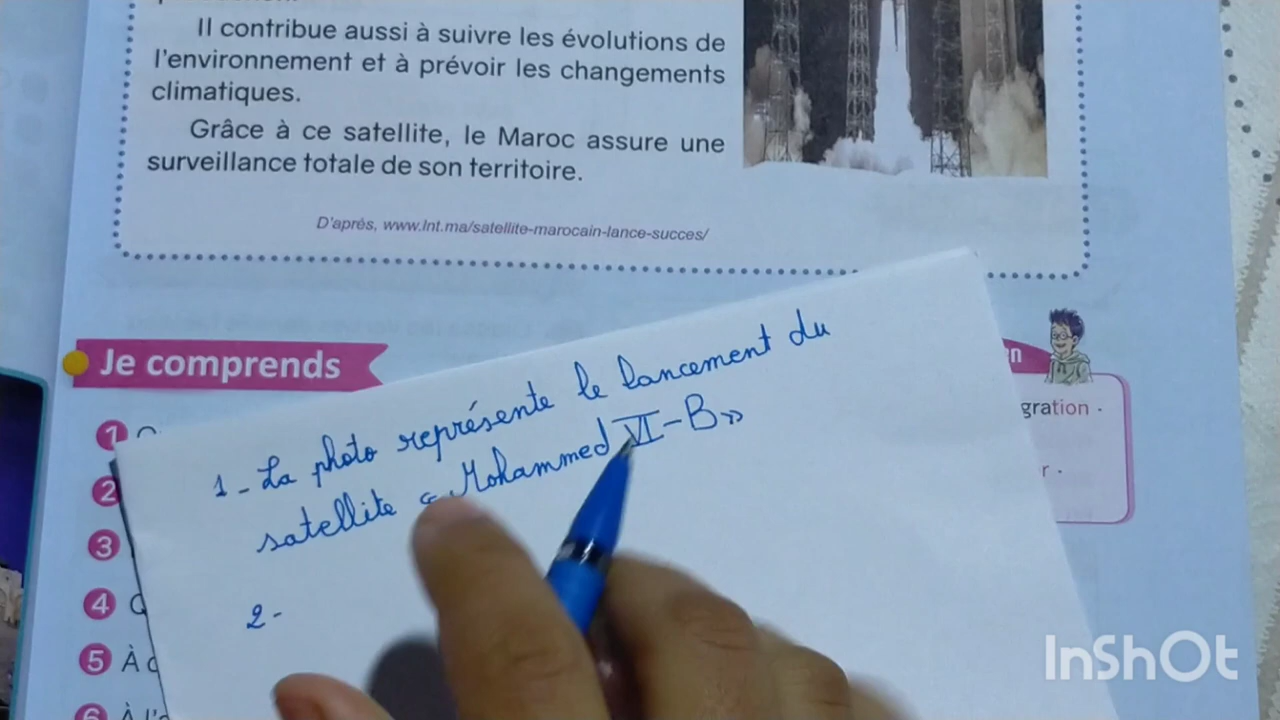 Il contribue aussi à suivre les évolutions de
l'environnement et à prévoir les changements
climatiques.
Grâce à ce satellite, le Maroc assure une
surveillance totale de son territoire.
D'après, www.lnt.ma/satellite-marocain-lance-succes/
Je comprends
1
2
3
4
5 À
6 À l'
gration
r
1 - La photo représente le lancement du
satellite « Mohammed VI - B »
2 -
InShOt